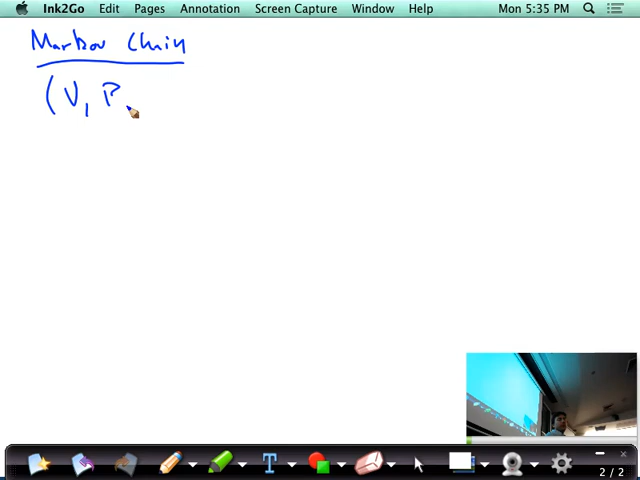 Ink2Go Edit Pages Annotation Screen Capture Window Help Mon 5:35 PM
Markov Chain
(V, P
T
2 / 2